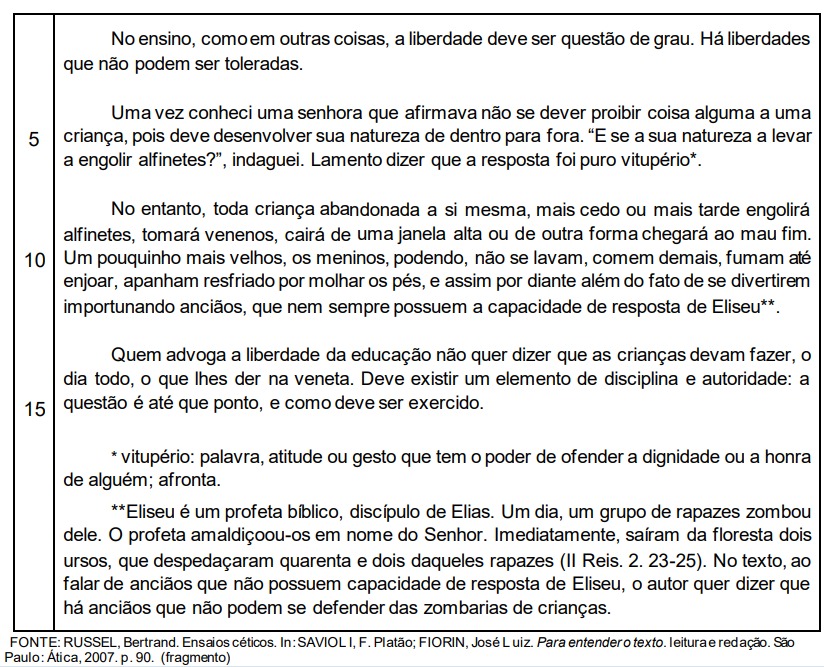 No ensino, como em outras coisas, a liberdade deve ser questão de grau. Há liberdades
que não podem ser toleradas.
Uma vez conheci uma senhora que afirmava não se dever proibir coisa alguma a uma
5 criança, pois deve desenvolver sua natureza de dentro para fora. “E se a sua natureza a levar
a engolir alfinetes?”, indaguei. Lamento dizer que a resposta foi puro vitupério*.
No entanto, toda criança abandonada a si mesma, mais cedo ou mais tarde engolirá
alfinetes, tomará venenos, cairá de uma janela alta ou de outra forma chegará ao mau fim.
10 Um pouquinho mais velhos, os meninos, podendo, não se lavam, comem demais, fumam até
enjoar, apanham resfriado por molhar os pés, e assim por diante além do fato de se divertirem
importunando anciãos, que nem sempre possuem a capacidade de resposta de Eliseu**.
Quem advoga a liberdade da educação não quer dizer que as crianças devam fazer, o
dia todo, o que lhes der na veneta. Deve existir um elemento de disciplina e autoridade: a
15 questão é até que ponto, e como deve ser exercido.
* vitupério: palavra, atitude ou gesto que tem o poder de ofender a dignidade ou a honra
de alguém; afronta.
**Eliseu é um profeta bíblico, discípulo de Elias. Um dia, um grupo de rapazes zombou
dele. O profeta amaldiçoou-os em nome do Senhor. Imediatamente, saíram da floresta dois
ursos, que despedaçaram quarenta e dois daqueles rapazes (II Reis. 2. 23-25). No texto, ao
falar de anciãos que não possuem capacidade de resposta de Eliseu, o autor quer dizer que
há anciãos que não podem se defender das zombarias de crianças.
FONTE: RUSSEL, Bertrand. Ensaios céticos. In: SAVIOL I, F. Platão; FIORIN, José L uiz. Para entender o texto. leitura e redação. São
Paulo: Ática, 2007. p. 90. (fragmento)